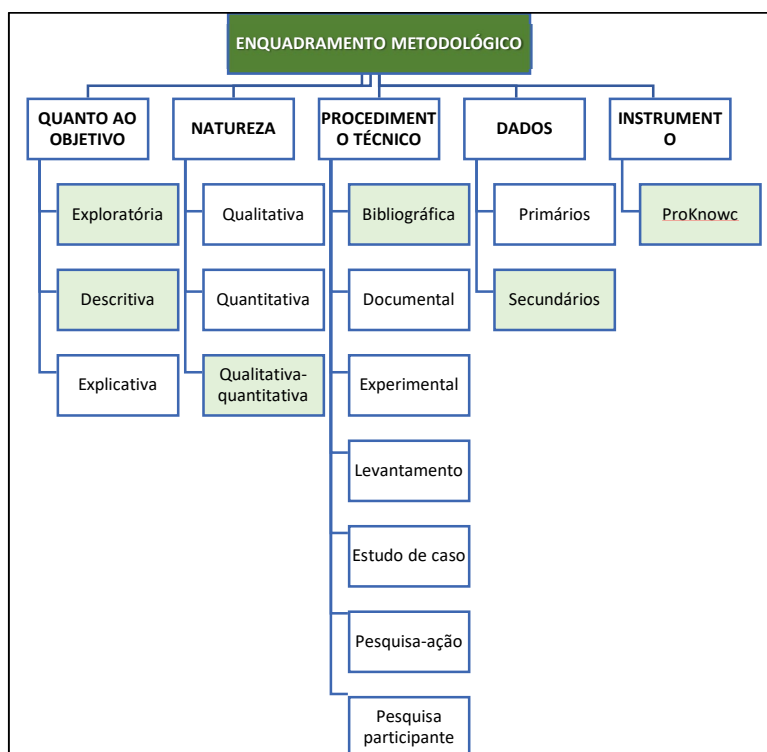 ENQUADRAMENTO METODOLÓGICO
QUANTO AO
OBJETIVO
Exploratória
Descritiva
Explicativa
NATUREZA
Qualitativa
Quantitativa
Qualitativa-
quantitativa
PROCEDIMENT
O TÉCNICO
Bibliográfica
Documental
Experimental
Levantamento
Estudo de caso
Pesquisa-ação
Pesquisa
participante
DADOS
Primários
Secundários
INSTRUMENT
O
ProKnowc